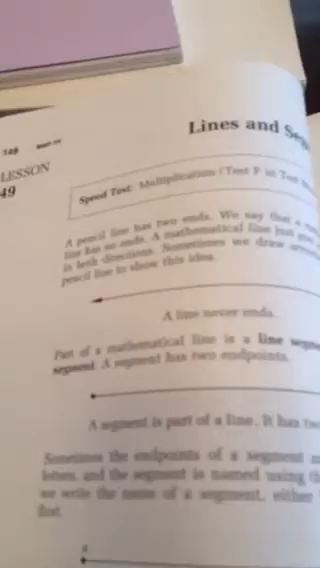 148 Math 54
LESSON
49
Lines and
Speed Test: Multiplication (Test F in Test
A pencil line has two ends. We say that a
line has no ends. A mathematical line just
in both directions. Sometimes we draw
pencil line to show this idea.
A line never ends.
Part of a mathematical line is a line
segment. A segment has two endpoints.
A segment is part of a line. It has two
Sometimes the endpoints of a segment
letters, and the segment is named using
we write the name of a segment, either
first.